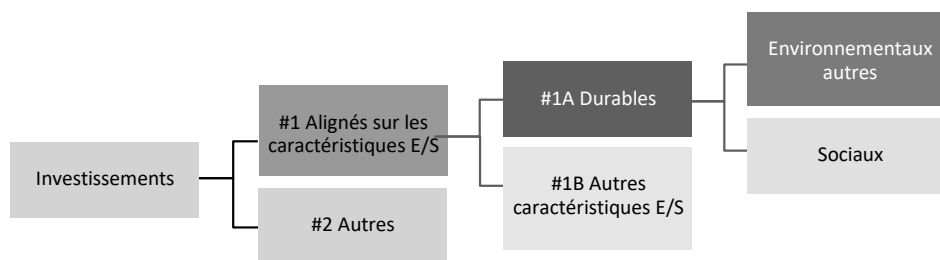 Investissements
#1 Alignés sur les
caractéristiques E/S
#2 Autres
#1A Durables
#1B Autres
caractéristiques E/S
Environnementaux
autres
Sociaux